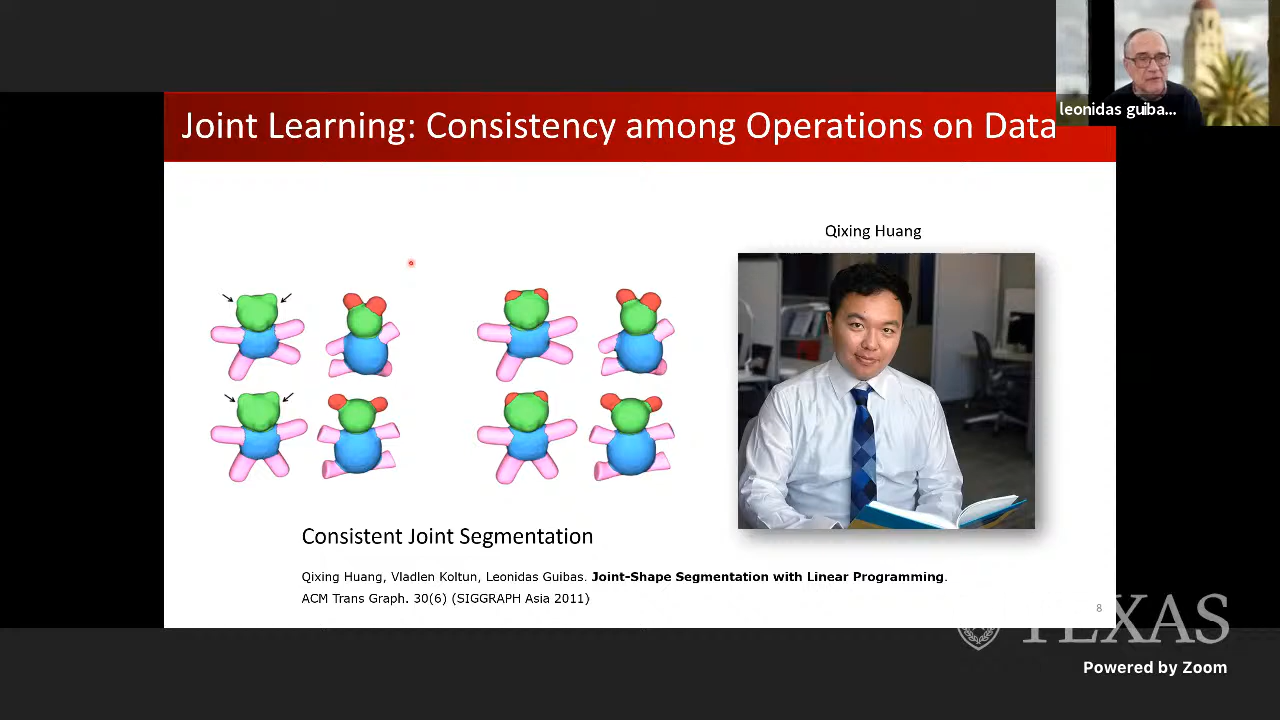 leonidas guiba...
Joint Learning: Consistency among Operations on Data
Qixing Huang
Consistent Joint Segmentation
Qixing Huang, Vladlen Koltun, Leonidas Guibas. Joint-Shape Segmentation with Linear Programming.
ACM Trans Graph. 30(6) (SIGGRAPH Asia 2011)
8
TEXAS
Powered by Zoom